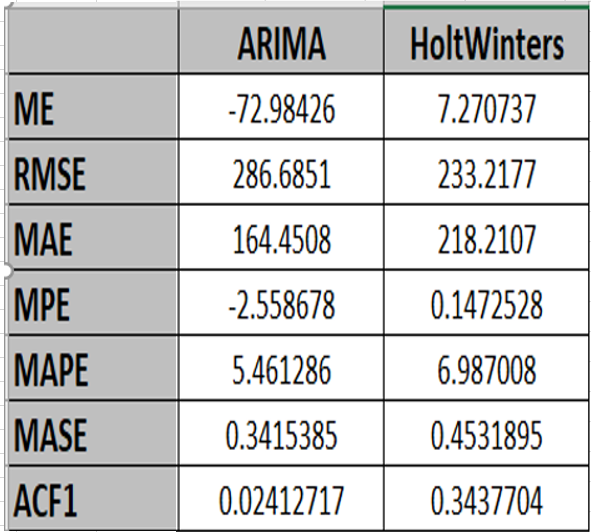 ARIMA HoltWinters
ME -72.98426 7.270737
RMSE 286.6851 233.2177
MAE 164.4508 218.2107
MPE -2.558678 0.1472528
MAPE 5.461286 6.987008
MASE 0.3415385 0.4531895
ACF1 0.02412717 0.3437704